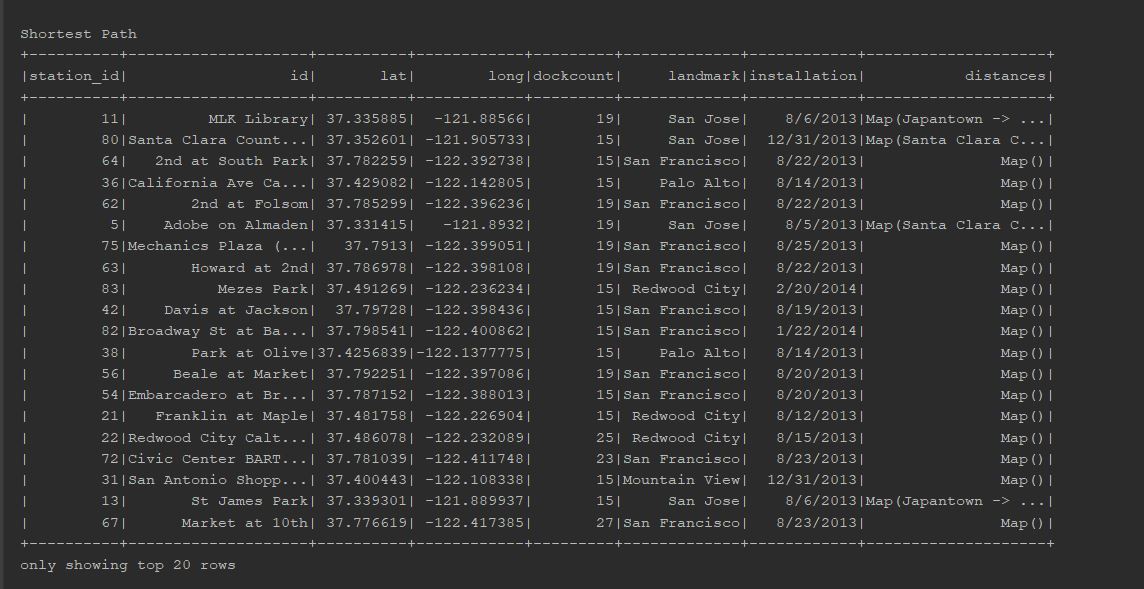 Shortest Path
+----------+--------------------+----------+------------+---------+-------------+------------+--------------------+
|station_id|                  id|       lat|        long|dockcount|     landmark|installation|           distances|
+----------+--------------------+----------+------------+---------+-------------+------------+--------------------+
|        11|         MLK Library| 37.335885|  -121.88566|       19|     San Jose|    8/6/2013|Map(Japantown -> ...|
|        80|Santa Clara Count...| 37.352601| -121.905733|       15|     San Jose|  12/31/2013|Map(Santa Clara C...|
|        64|   2nd at South Park| 37.782259| -122.392738|       15|San Francisco|   8/22/2013|               Map()|
|        36|California Ave Ca...| 37.429082| -122.142805|       15|    Palo Alto|   8/14/2013|               Map()|
|        62|       2nd at Folsom| 37.785299| -122.396236|       19|San Francisco|   8/22/2013|               Map()|
|         5|    Adobe on Almaden| 37.331415|   -121.8932|       19|     San Jose|    8/5/2013|Map(Santa Clara C...|
|        75|Mechanics Plaza (...|   37.7913| -122.399051|       19|San Francisco|   8/25/2013|               Map()|
|        63|       Howard at 2nd| 37.786978| -122.398108|       19|San Francisco|   8/22/2013|               Map()|
|        83|          Mezes Park| 37.491269| -122.236234|       15| Redwood City|   2/20/2014|               Map()|
|        42|    Davis at Jackson|  37.79728| -122.398436|       15|San Francisco|   8/19/2013|               Map()|
|        82|Broadway St at Ba...| 37.798541| -122.400862|       15|San Francisco|   1/22/2014|               Map()|
|        38|       Park at Olive|37.4256839|-122.1377775|       15|    Palo Alto|   8/14/2013|               Map()|
|        56|     Beale at Market| 37.792251| -122.397086|       19|San Francisco|   8/20/2013|               Map()|
|        54|Embarcadero at Br...| 37.787152| -122.388013|       15|San Francisco|   8/20/2013|               Map()|
|        21|   Franklin at Maple| 37.481758| -122.226904|       15| Redwood City|   8/12/2013|               Map()|
|        22|Redwood City Calt...| 37.486078| -122.232089|       25| Redwood City|   8/15/2013|               Map()|
|        72|Civic Center BART...| 37.781039| -122.411748|       23|San Francisco|   8/23/2013|               Map()|
|        31|San Antonio Shopp...| 37.400443| -122.108338|       15|Mountain View|  12/31/2013|               Map()|
|        13|       St James Park| 37.339301| -121.889937|       15|     San Jose|    8/6/2013|Map(Japantown -> ...|
|        67|      Market at 10th| 37.776619| -122.417385|       27|San Francisco|   8/23/2013|               Map()|
+----------+--------------------+----------+------------+---------+-------------+------------+--------------------+
only showing top 20 rows